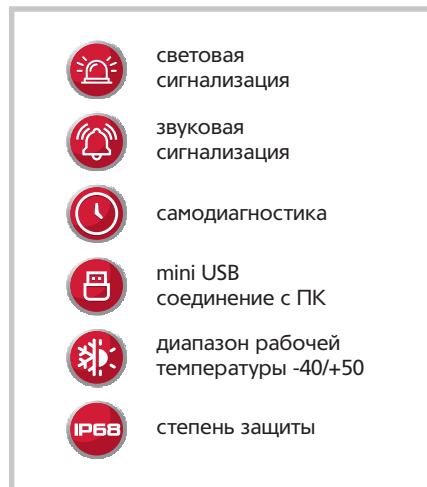 световая
сигнализация
звуковая
сигнализация
самодиагностика
mini USB
соединение с ПК
диапазон рабочей
температуры -40/+50
IP68
степень защиты